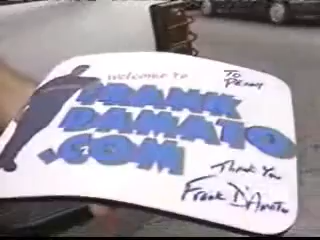 Welcome to
FRANK
DAMATO
.COM
TO
PENNY
Thank You
Frank D'Amato